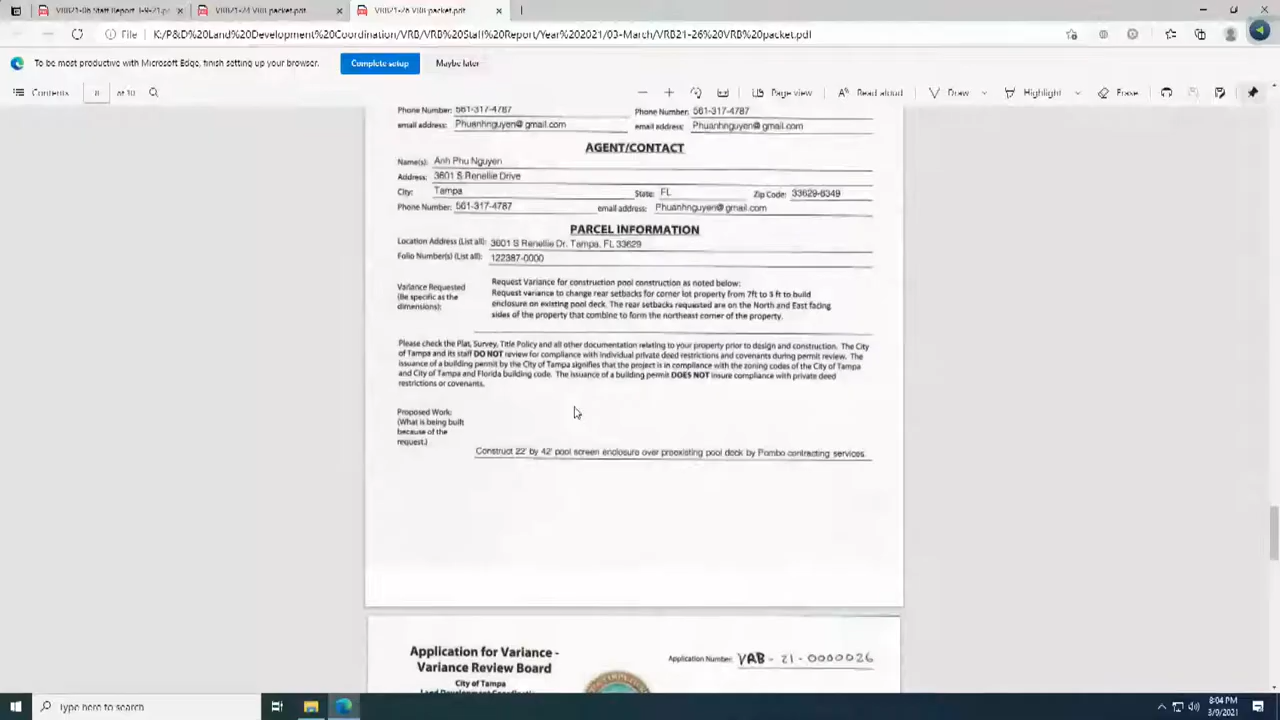 VRB21-26 VRB packet.pdf
File K:/P&D%20Land%20Development%20Coordination/VRB/VRB%20Staff%20Report/Year%202021/03-March/VRB21-26%20VRB%20packet.pdf
To be most productive with Microsoft Edge, finish setting up your browser. Complete setup Maybe later
Contents 8 of 10 Page view Read aloud Draw Highlight Erase
Phone Number: 561-317-4787 Phone Number: 561-317-4787
email address: Phuanhnguyen@gmail.com email address: Phuanhnguyen@gmail.com
AGENT/CONTACT
Name(s): Anh Phu Nguyen
Address: 3601 S Renellie Drive
City: Tampa State: FL Zip Code: 33629-8349
Phone Number: 561-317-4787 email address: Phuanhnguyen@gmail.com
PARCEL INFORMATION
Location Address (List all): 3601 S Renellie Dr. Tampa, FL 33629
Folio Number(s) (List all): 122387-0000
Variance Requested
(Be specific as the
dimensions):
Request Variance for construction pool construction as noted below:
Request variance to change rear setbacks for corner lot property from 7ft to 3 ft to build
enclosure on existing pool deck. The rear setbacks requested are on the North and East facing
sides of the property that combine to form the northeast corner of the property.
Please check the Plat, Survey, Title Policy and all other documentation relating to your property prior to design and construction. The City
of Tampa and its staff DO NOT review for compliance with individual private deed restrictions and covenants during permit review. The
issuance of a building permit by the City of Tampa signifies that the project is in compliance with the zoning codes of the City of Tampa
and City of Tampa and Florida building code. The issuance of a building permit DOES NOT insure compliance with private deed
restrictions or covenants.
Proposed Work:
(What is being built
because of the
request.)
Construct 22' by 42' pool screen enclosure over preexisting pool deck by Pombo contracting services.
Application for Variance -
Variance Review Board
City of Tampa
Application Number: VRB - 21 - 0000026
Type here to search
8:04 PM
3/9/2021